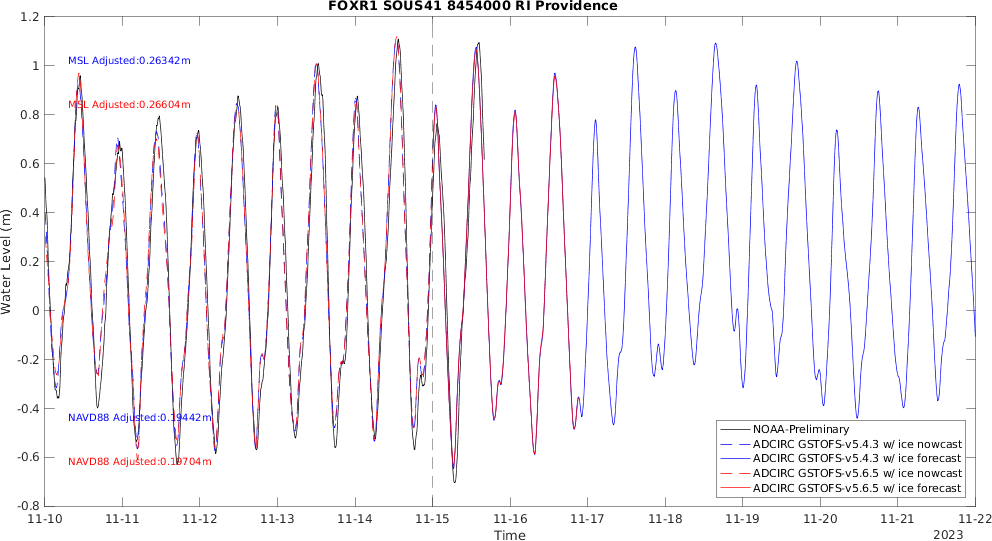 FOXR1 SOUS41 8454000 RI Providence
1.2
1
0.8
0.6
0.4
0.2
0
-0.2
-0.4
-0.6
-0.8
Water Level (m)
MSL Adjusted:0.26342m
MSL Adjusted:0.26604m
NAVD88 Adjusted:0.19442m
NAVD88 Adjusted:0.19704m
NOAA-Preliminary
ADCIRC GSTOFS-v5.4.3 w/ ice nowcast
ADCIRC GSTOFS-v5.4.3 w/ ice forecast
ADCIRC GSTOFS-v5.6.5 w/ ice nowcast
ADCIRC GSTOFS-v5.6.5 w/ ice forecast
11-10 11-11 11-12 11-13 11-14 11-15 11-16 11-17 11-18 11-19 11-20 11-21 11-22
Time
2023